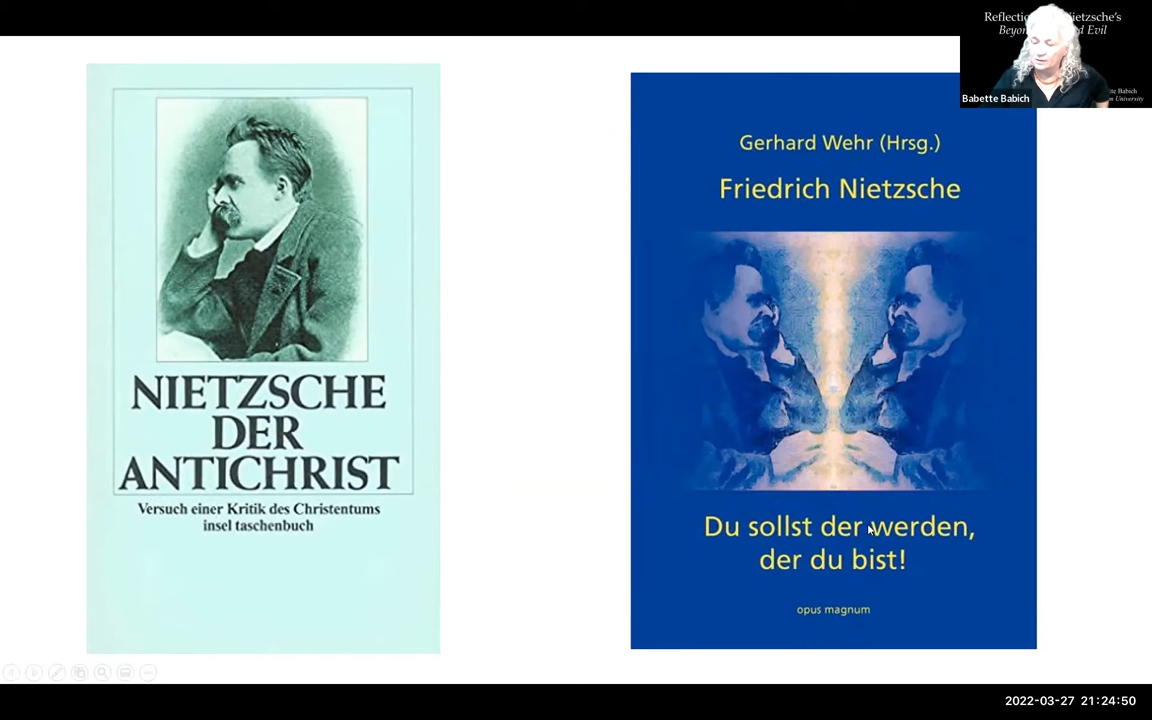 Babette Babich
NIETZSCHE
DER
ANTICHRIST
Versuch einer Kritik des Christentums
insel taschenbuch
Gerhard Wehr (Hrsg.)
Friedrich Nietzsche
Du sollst der werden,
der du bist!
opus magnum
2022-03-27 21:24:50